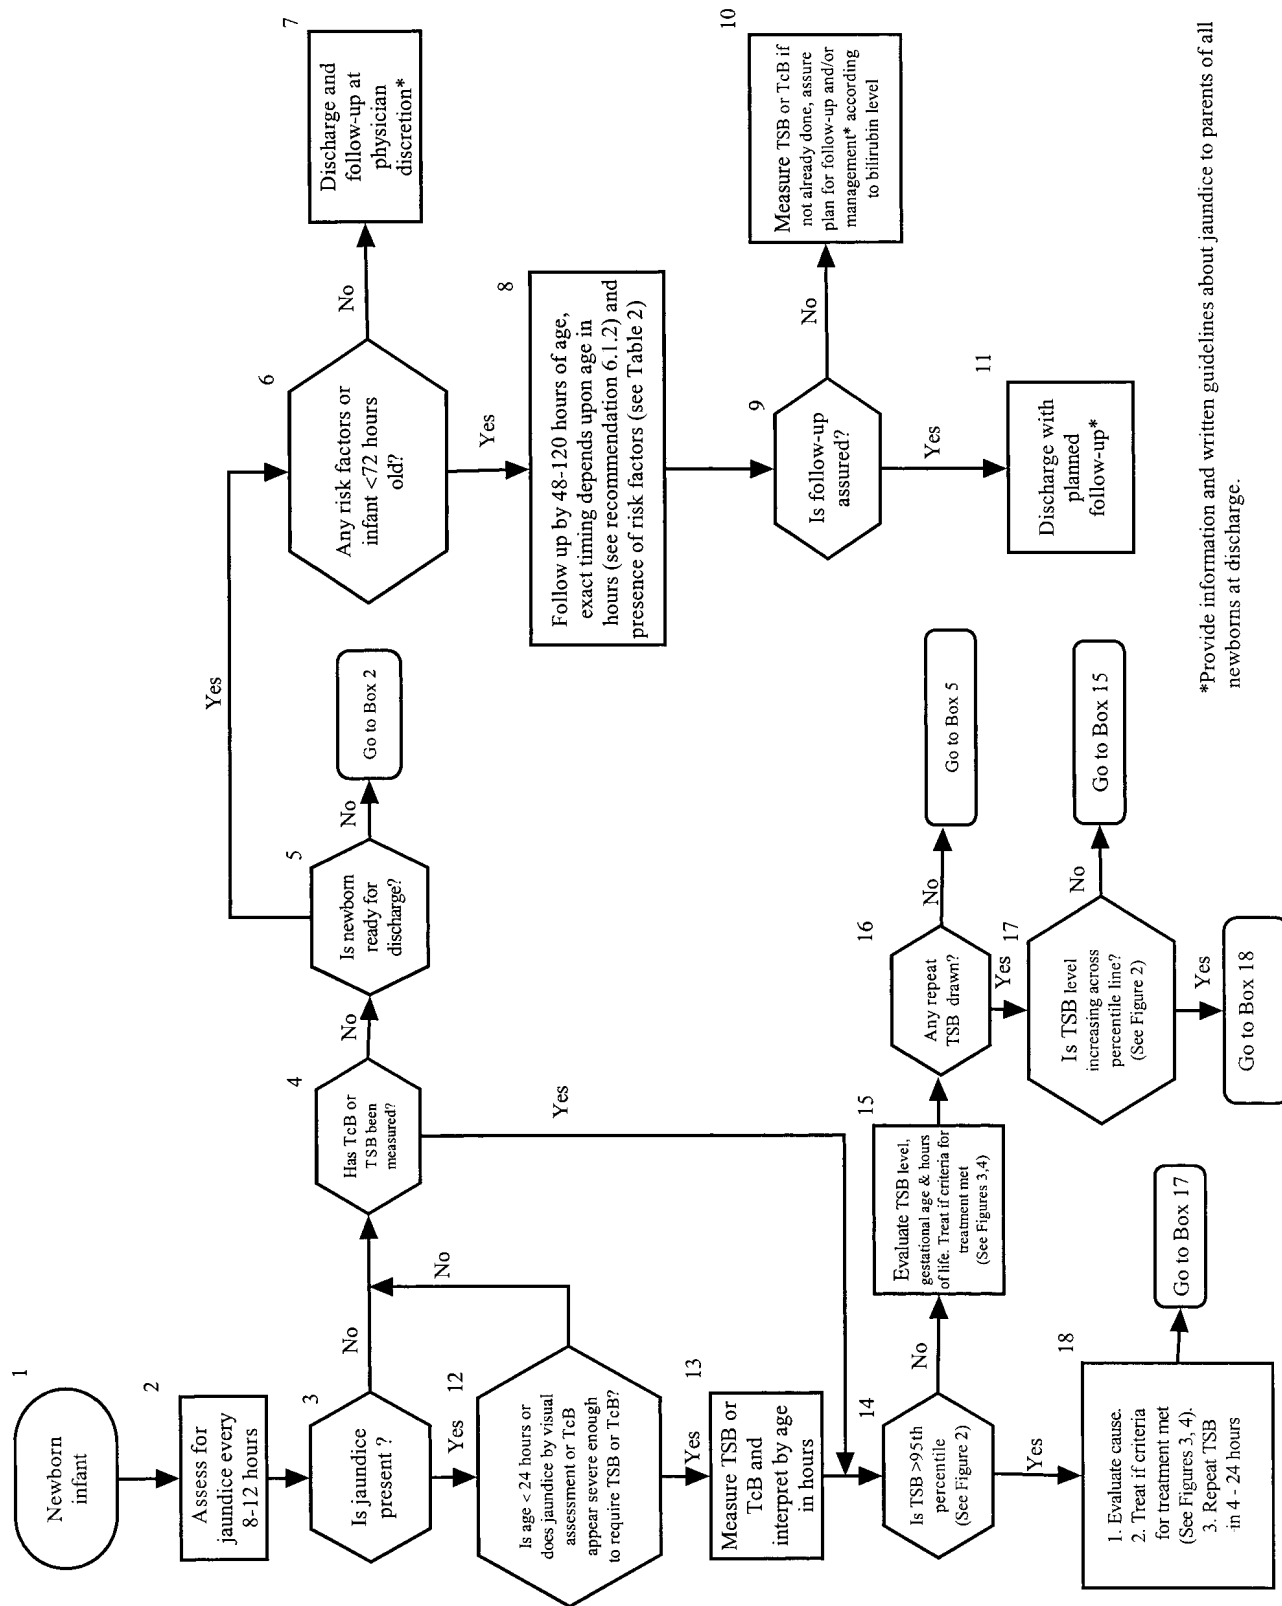 1
Newborn
infant
2
Assess for
jaundice every
8-12 hours
3
Is jaundice
present ?
No
Yes
4
Has TcB or
TSB been
measured?
No
Yes
5
Is newborn
ready for
discharge?
No
Go to Box 2
Yes
6
Any risk factors or
infant <72 hours
old?
No
Yes
7
Discharge and
follow-up at
physician
discretion*
8
Follow up by 48-120 hours of age,
exact timing depends upon age in
hours (see recommendation 6.1.2) and
presence of risk factors (see Table 2)
9
Is follow-up
assured?
No
Yes
10
Measure TSB or TcB if
not already done, assure
plan for follow-up and/or
management* according
to bilirubin level
11
Discharge with
planned
follow-up*
12
Is age < 24 hours or
does jaundice by visual
assessment or TcB
appear severe enough
to require TSB or TcB?
No
Yes
13
Measure TSB or
TcB and
interpret by age
in hours
14
Is TSB >95th
percentile
(See Figure 2)
No
Yes
15
Evaluate TSB level,
gestational age & hours
of life. Treat if criteria for
treatment met
(See Figures 3,4)
16
Any repeat
TSB drawn?
No
Go to Box 5
Yes
17
Is TSB level
increasing across
percentile line?
(See Figure 2)
No
Go to Box 15
Yes
Go to Box 18
18
1. Evaluate cause.
2. Treat if criteria
for treatment met
(See Figures 3, 4).
3. Repeat TSB
in 4 - 24 hours
Go to Box 17
*Provide information and written guidelines about jaundice to parents of all
newborns at discharge.